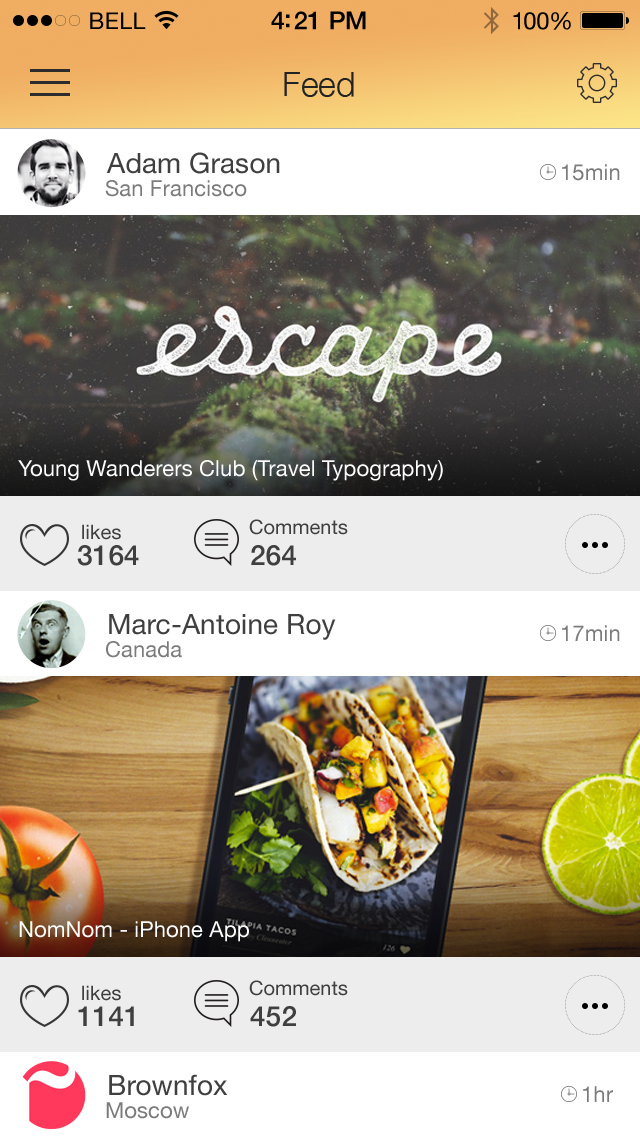 BELL 4:21 PM 100%
Feed
Adam Grason
San Francisco
15min
escape
Young Wanderers Club (Travel Typography)
likes
3164
Comments
264
Marc-Antoine Roy
Canada
17min
TILAPIA TACOS
126
NomNom - iPhone App
likes
1141
Comments
452
Brownfox
Moscow
1hr